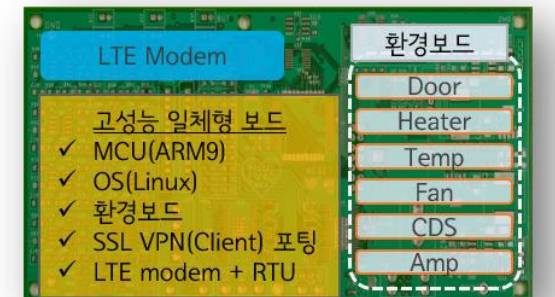 LTE Modem
고성능 일체형 보드
✓ MCU(ARM9)
✓ OS(Linux)
✓ 환경보드
✓ SSL VPN(Client) 포팅
✓ LTE modem + RTU
환경보드
Door
Heater
Temp
Fan
CDS
Amp